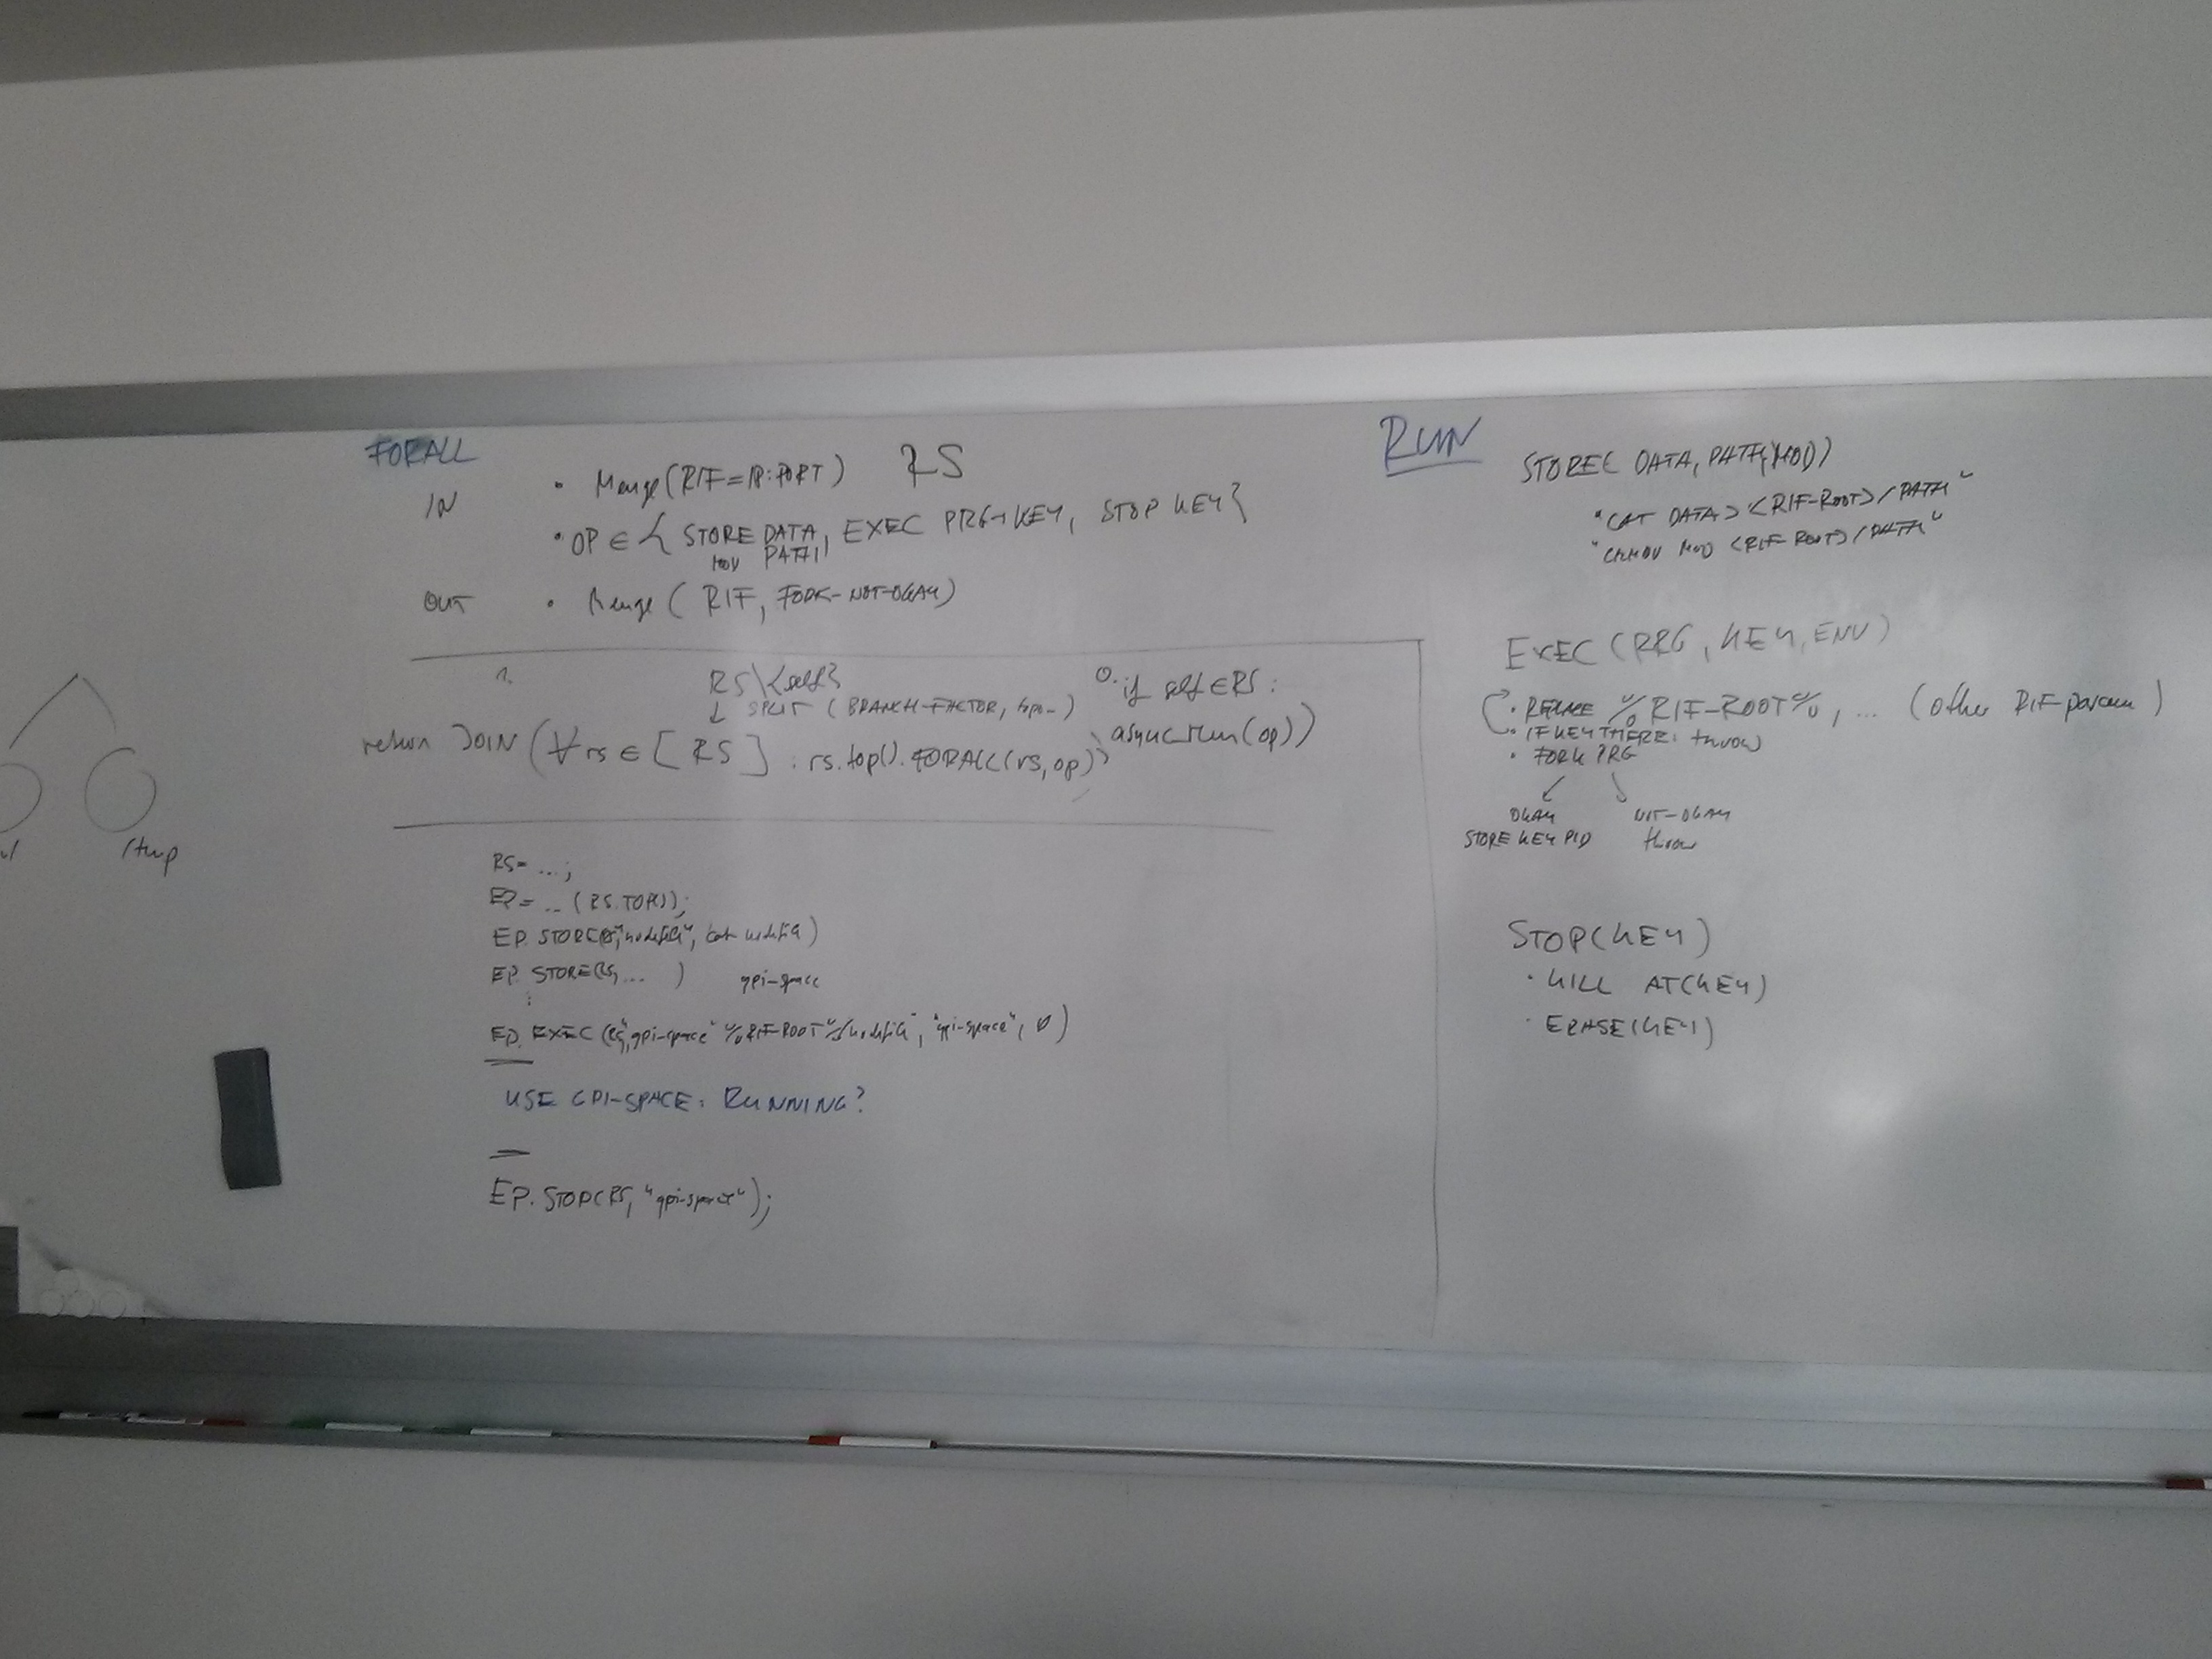 FORALL
IN
• Menge (RIF = IP:PORT) RS
• OP ∈ { STORE DATA, EXEC PRG→KEY, STOP KEY }
MOD PATH
OUT • Menge ( RIF, FORK-NOT-OKAY)
1. RS\{self} 0. if self ∈ RS :
↓ SPLIT ( BRANCH-FACTOR, )
async run(op))
return JOIN ( ∀ rs ∈ [ RS ] : rs.top().FORALL(rs, op),
/tmp
RS= ...;
EP= .. (RS.TOP());
EP. STORE(RS, "nodefile", cat nodefile)
EP. STORE(RS, ... ) gpi-space
⋮
EP. EXEC (RS, "gpi-space %RIF-ROOT%/nodefile", "gpi-space", ∅)
USE GPI-SPACE: RUNNING?
EP. STOP(RS, "gpi-space");
RUN
STORE( DATA, PATH, MOD)
"CAT DATA > <RIF-ROOT>/PATH"
"CHMOD MOD <RIF-ROOT>/PATH"
EXEC (PRG, KEY, ENV)
• REPLACE %RIF-ROOT%, ... (other RIF-param)
• IF KEY THERE: throw
• FORK PRG
OKAY NOT-OKAY
STORE KEY PID throw
STOP(KEY)
• KILL AT(KEY)
• ERASE(KEY)